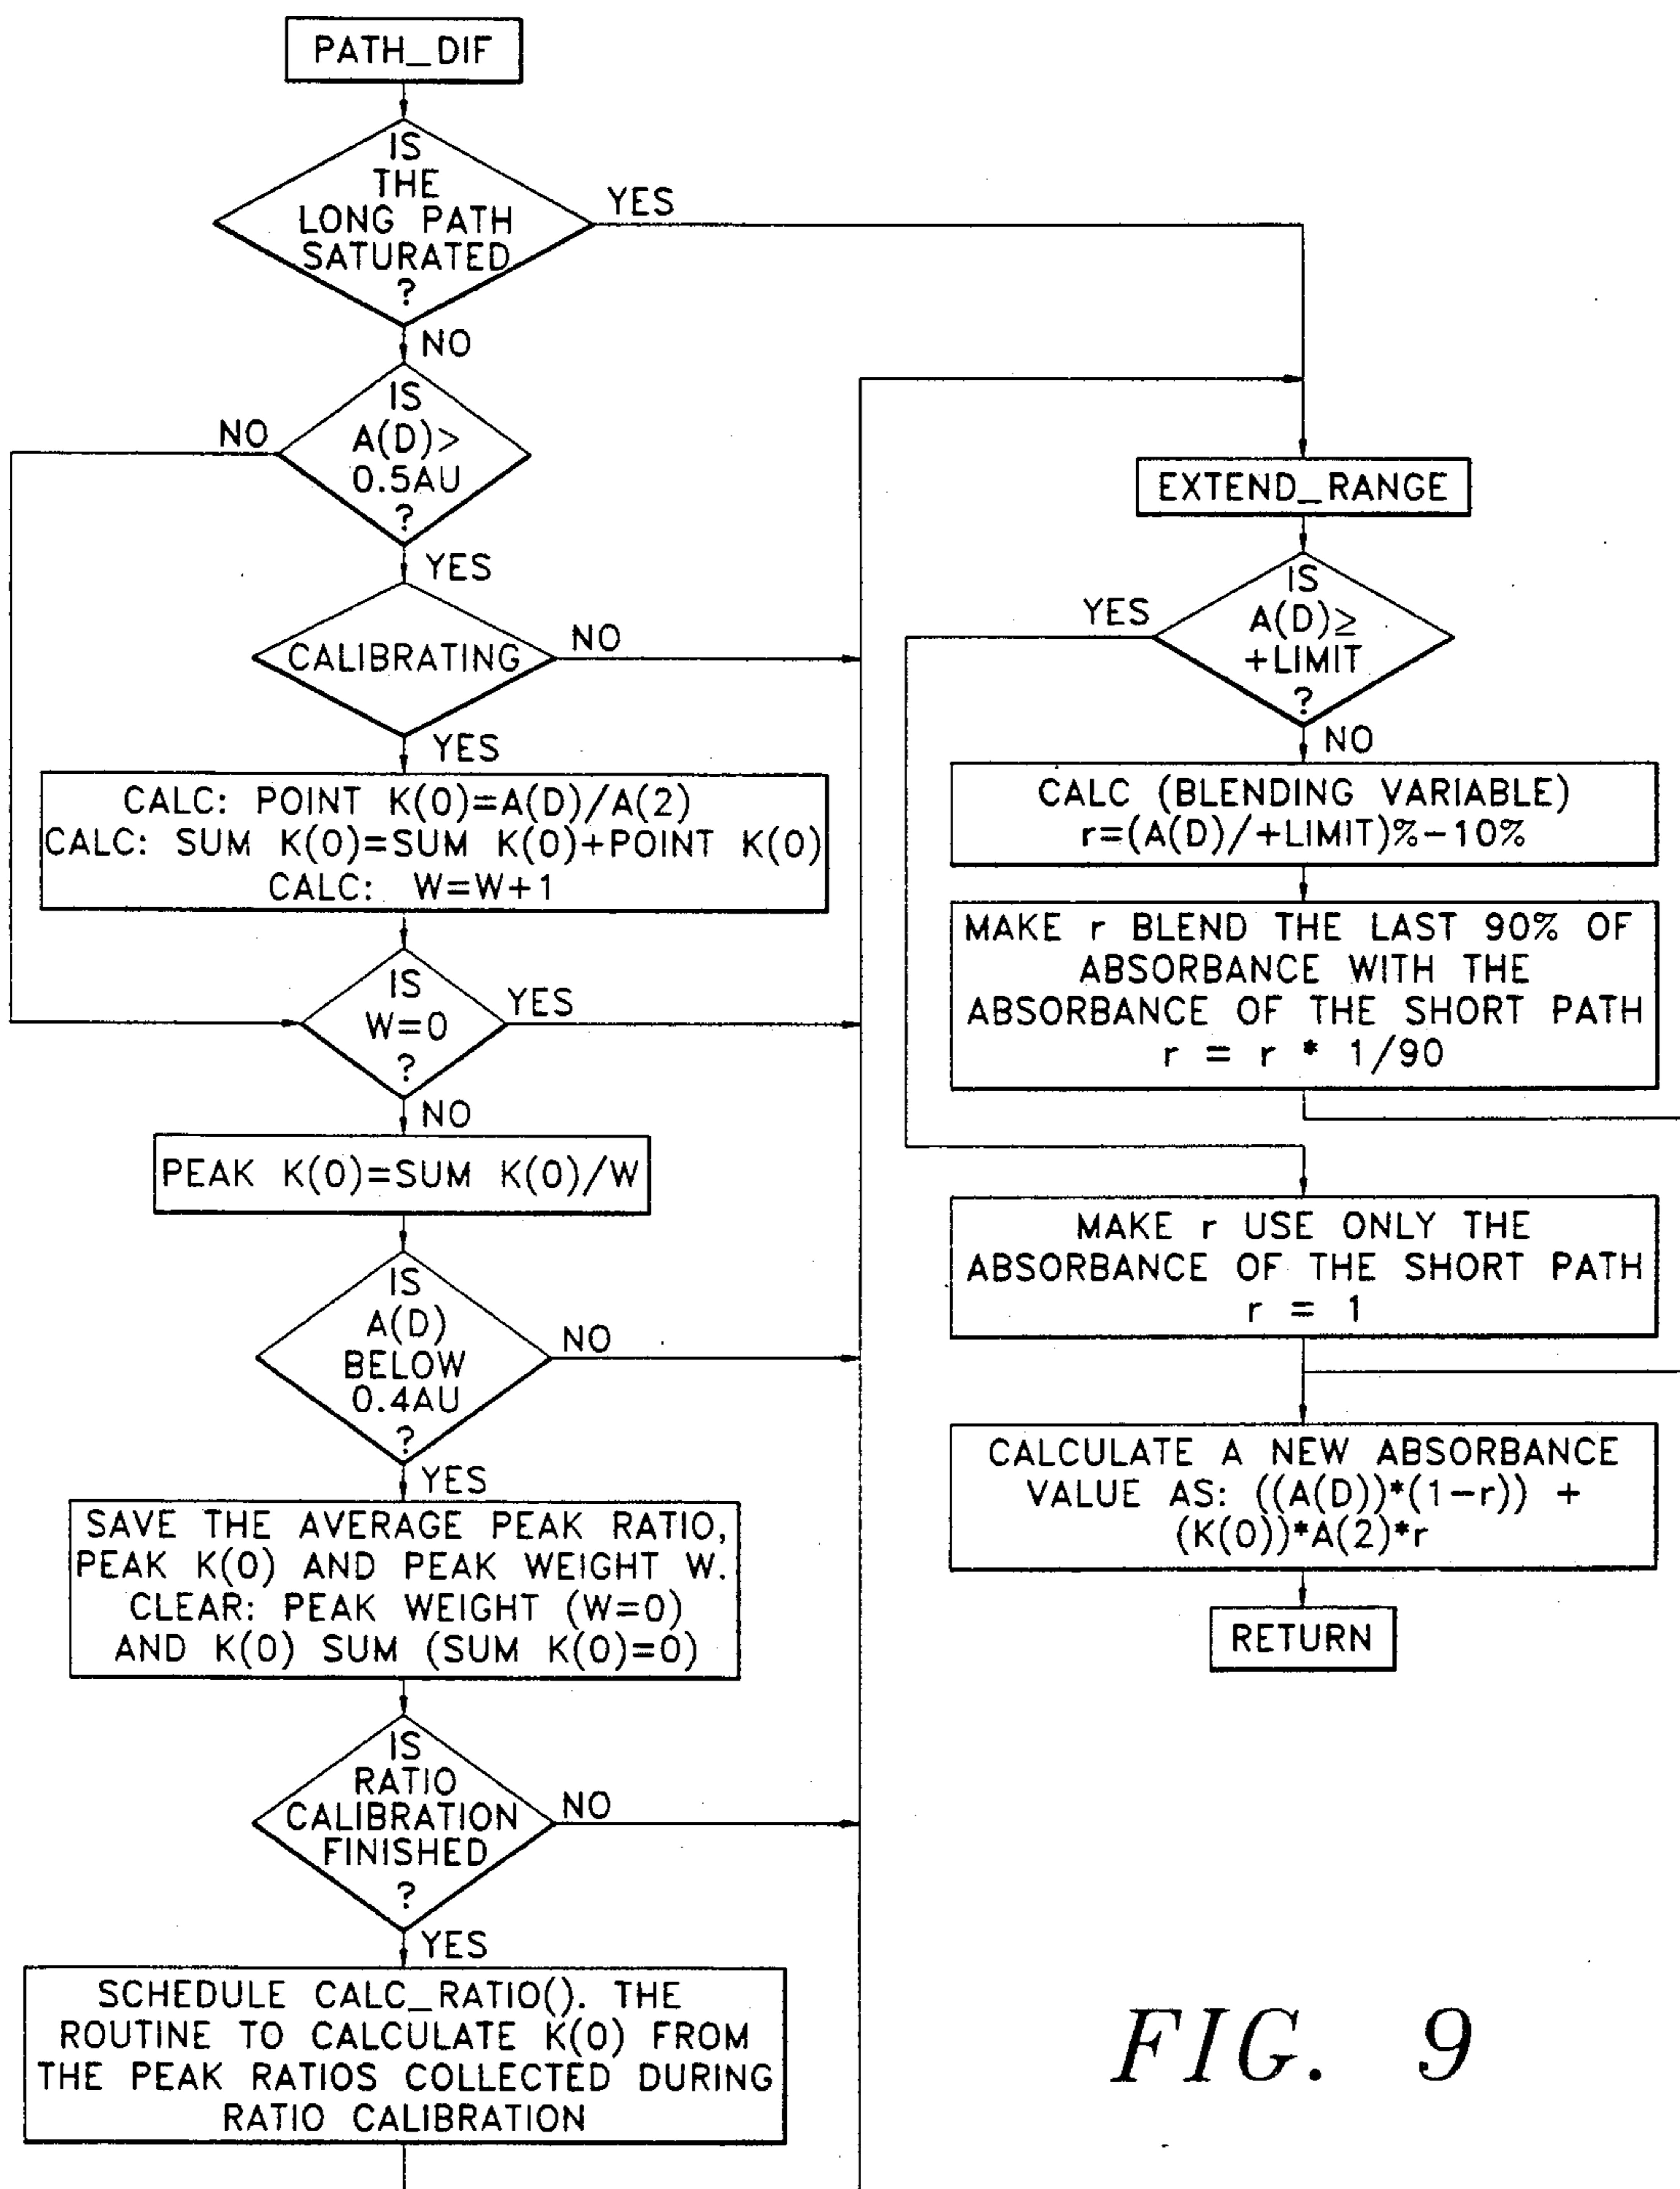 PATH_DIF
IS
THE
LONG PATH
SATURATED
?
YES
NO
IS
A(D)>
0.5AU
?
NO
YES
CALIBRATING
NO
YES
CALC: POINT K(0)=A(D)/A(2)
CALC: SUM K(0)=SUM K(0)+POINT K(0)
CALC: W=W+1
IS
W=0
?
YES
NO
PEAK K(0)=SUM K(0)/W
IS
A(D)
BELOW
0.4AU
?
NO
YES
SAVE THE AVERAGE PEAK RATIO,
PEAK K(0) AND PEAK WEIGHT W.
CLEAR: PEAK WEIGHT (W=0)
AND K(0) SUM (SUM K(0)=0)
IS
RATIO
CALIBRATION
FINISHED
?
NO
YES
SCHEDULE CALC_RATIO(). THE
ROUTINE TO CALCULATE K(0) FROM
THE PEAK RATIOS COLLECTED DURING
RATIO CALIBRATION
EXTEND_RANGE
IS
A(D)≥
+LIMIT
?
YES
NO
CALC (BLENDING VARIABLE)
r=(A(D)/+LIMIT)%-10%
MAKE r BLEND THE LAST 90% OF
ABSORBANCE WITH THE
ABSORBANCE OF THE SHORT PATH
r = r * 1/90
MAKE r USE ONLY THE
ABSORBANCE OF THE SHORT PATH
r = 1
CALCULATE A NEW ABSORBANCE
VALUE AS: ((A(D))*(1-r)) +
(K(0))*A(2)*r
RETURN
FIG. 9